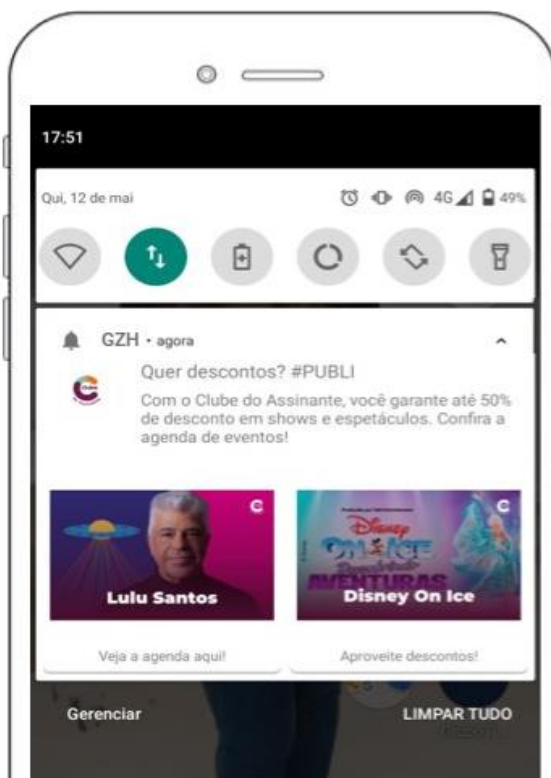 17:51
Qui, 12 de mai 4G 49%
GZH • agora
Quer descontos? #PUBLI
Clube
Com o Clube do Assinante, você garante até 50%
de desconto em shows e espetáculos. Confira a
agenda de eventos!
C
Lulu Santos
C
Disney
ON ICE
AVENTURAS
Disney On Ice
Veja a agenda aqui!
Aproveite descontos!
Gerenciar
LIMPAR TUDO